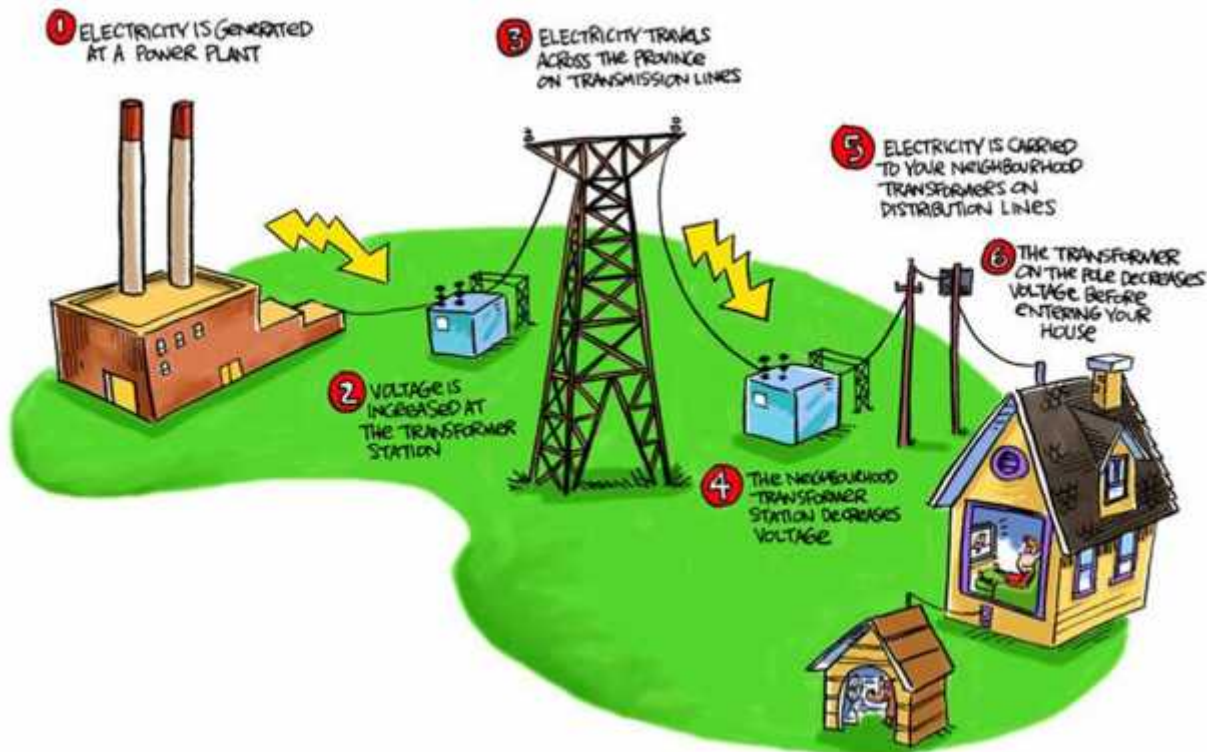 1 ELECTRICITY IS GENERATED
AT A POWER PLANT
2 VOLTAGE IS
INCREASED AT
THE TRANSFORMER
STATION
3 ELECTRICITY TRAVELS
ACROSS THE PROVINCE
ON TRANSMISSION LINES
4 THE NEIGHBOURHOOD
TRANSFORMER
STATION DECREASES
VOLTAGE
5 ELECTRICITY IS CARRIED
TO YOUR NEIGHBOURHOOD
TRANSFORMERS ON
DISTRIBUTION LINES
6 THE TRANSFORMER
ON THE POLE DECREASES
VOLTAGE BEFORE
ENTERING YOUR
HOUSE